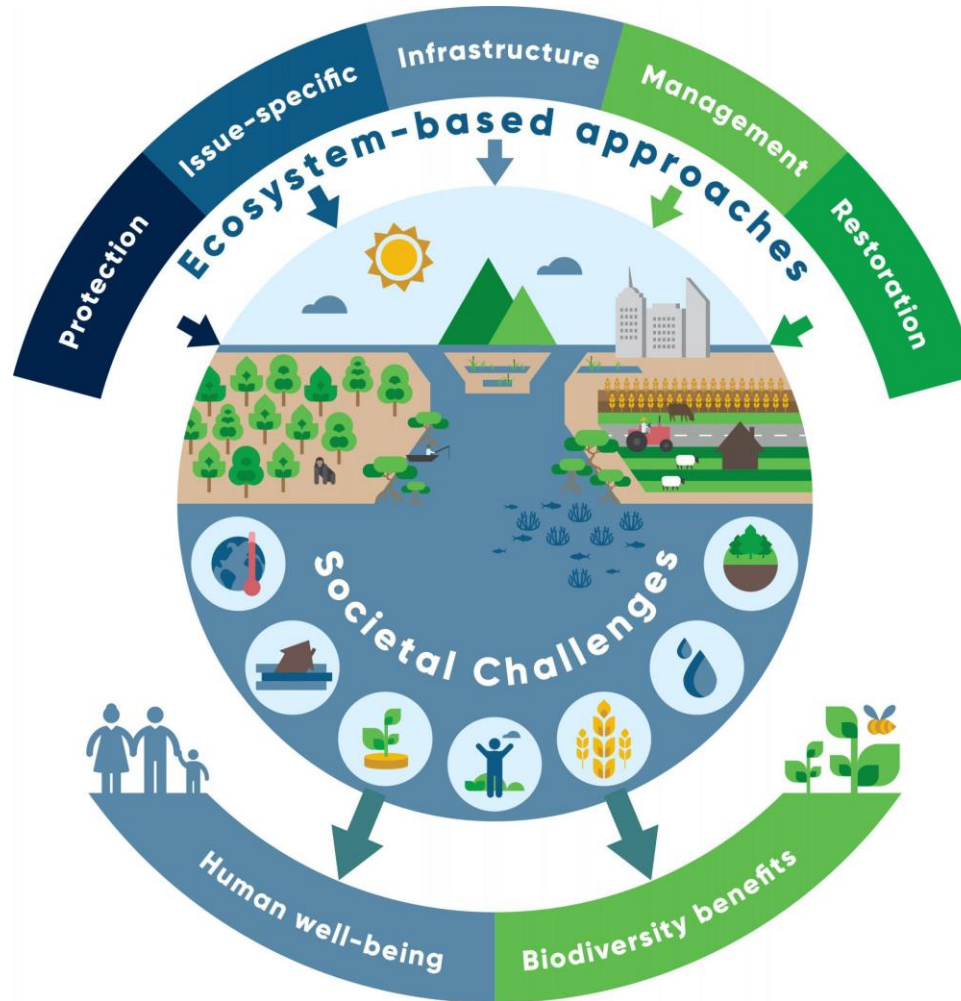 Protection
Issue-specific
Infrastructure
Management
Restoration
Ecosystem-based approaches
Societal Challenges
Human well-being
Biodiversity benefits